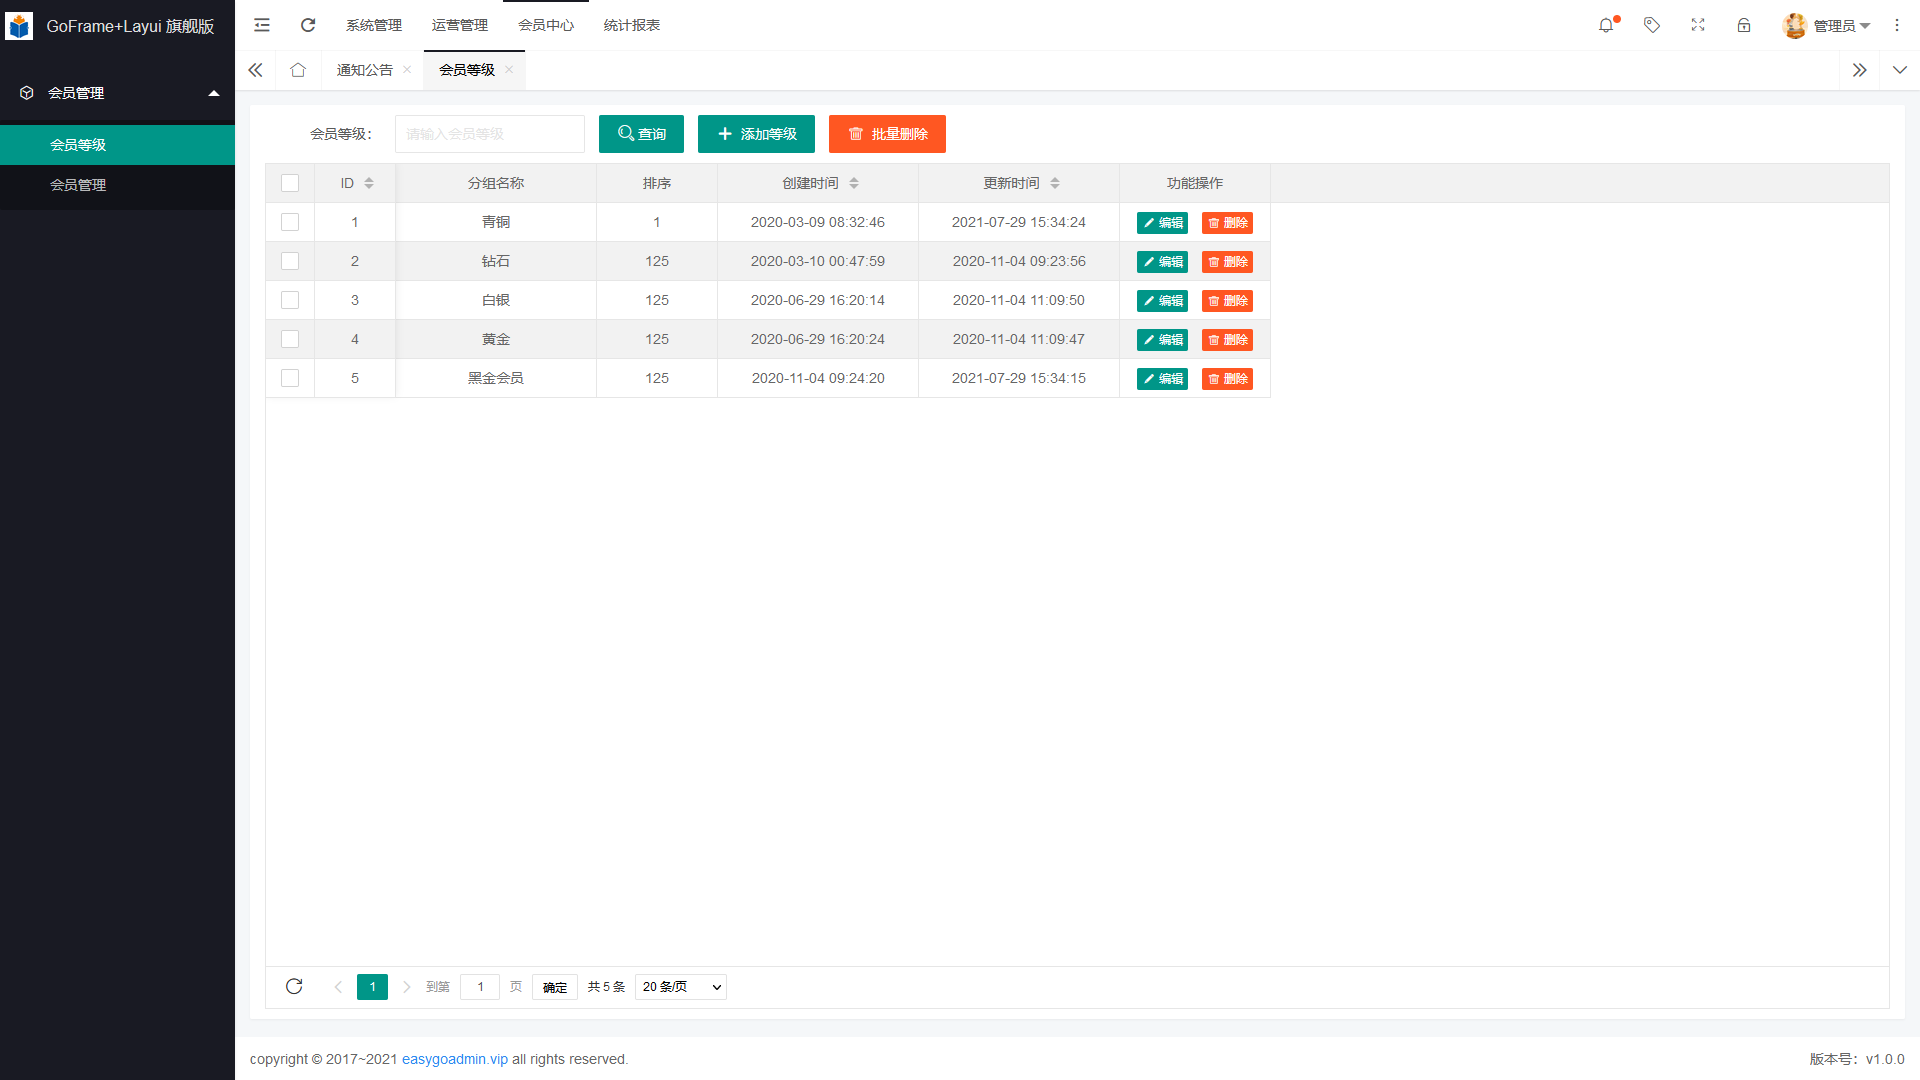 GoFrame+Layui 旗舰版
系统管理 运营管理 会员中心 统计报表
管理员
会员管理
会员等级
会员管理
通知公告 会员等级
会员等级： 请输入会员等级 查询 添加等级 批量删除
ID 分组名称 排序 创建时间 更新时间 功能操作
1 青铜 1 2020-03-09 08:32:46 2021-07-29 15:34:24 编辑 删除
2 钻石 125 2020-03-10 00:47:59 2020-11-04 09:23:56 编辑 删除
3 白银 125 2020-06-29 16:20:14 2020-11-04 11:09:50 编辑 删除
4 黄金 125 2020-06-29 16:20:24 2020-11-04 11:09:47 编辑 删除
5 黑金会员 125 2020-11-04 09:24:20 2021-07-29 15:34:15 编辑 删除
1 到第 1 页 确定 共 5 条 20 条/页
copyright © 2017~2021 easygoadmin.vip all rights reserved.
版本号：v1.0.0